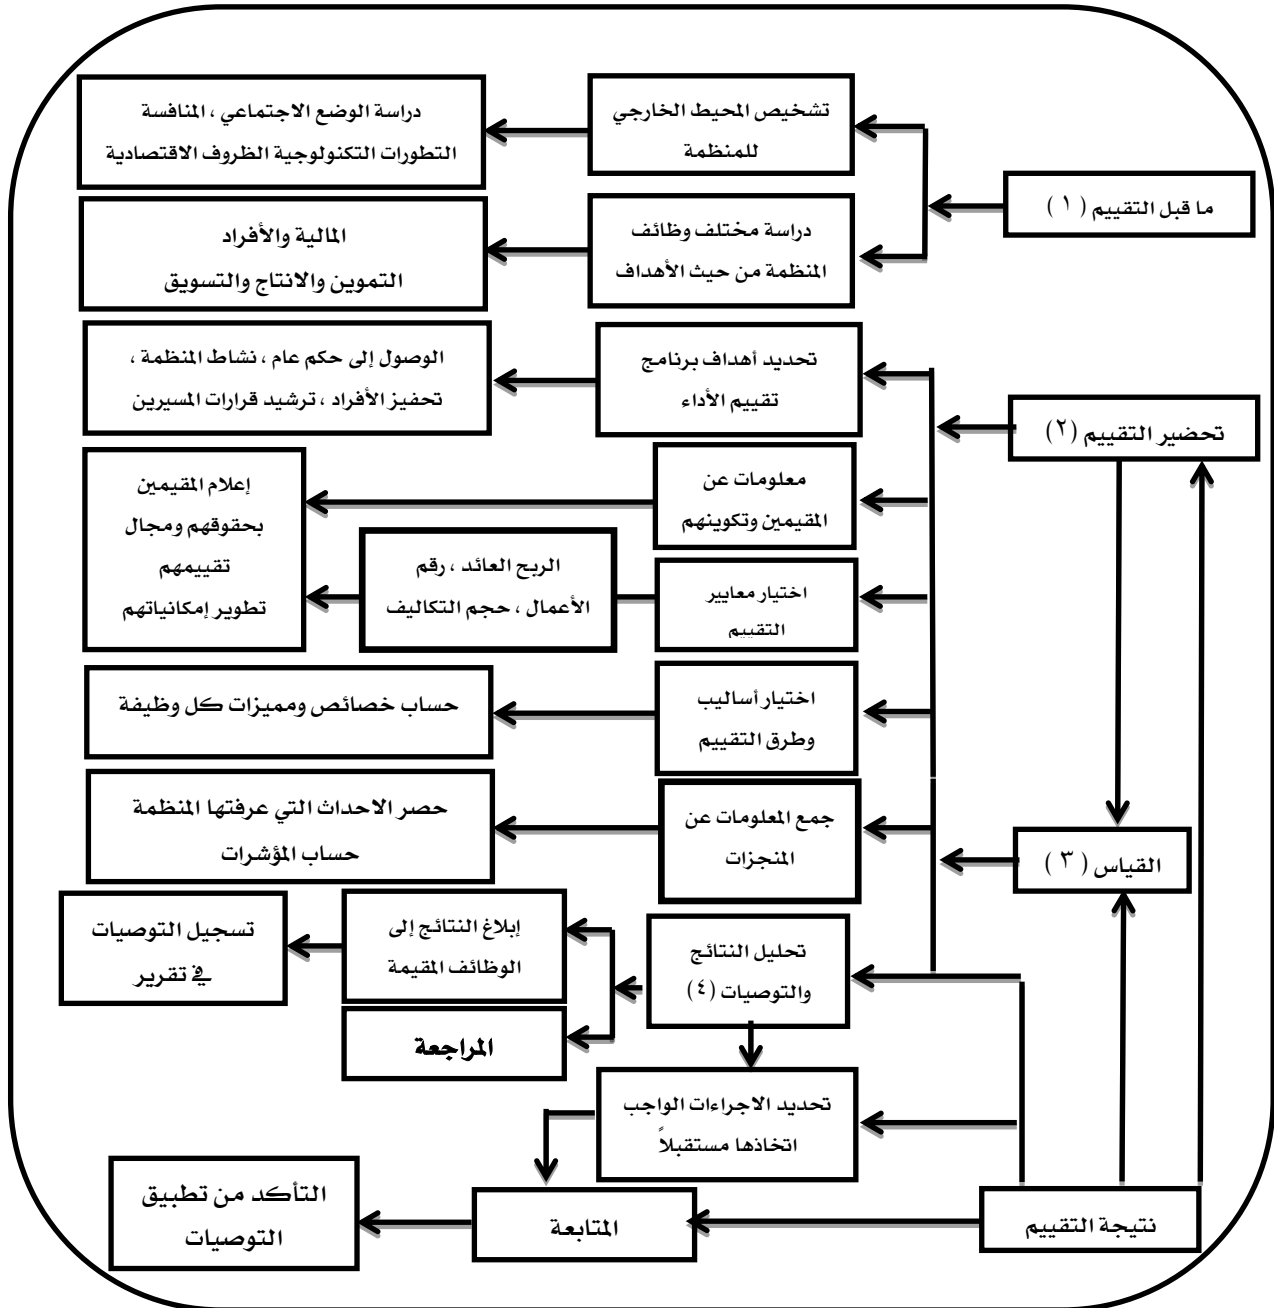 ما قبل التقييم ( ١ )
تشخيص المحيط الخارجي
للمنظمة
دراسة الوضع الاجتماعي ، المنافسة
التطورات التكنولوجية الظروف الاقتصادية
دراسة مختلف وظائف
المنظمة من حيث الأهداف
المالية والأفراد
التموين والانتاج والتسويق
تحضير التقييم (٢)
تحديد أهداف برنامج
تقييم الأداء
الوصول إلى حكم عام ، نشاط المنظمة ،
تحفيز الأفراد ، ترشيد قرارات المسيرين
معلومات عن
المقيمين وتكوينهم
إعلام المقيمين
بحقوقهم ومجال
تقييمهم
تطوير إمكانياتهم
اختيار معايير
التقييم
الربح العائد ، رقم
الأعمال ، حجم التكاليف
اختيار أساليب
وطرق التقييم
حساب خصائص ومميزات كل وظيفة
القياس ( ٣ )
جمع المعلومات عن
المنجزات
حصر الاحداث التي عرفتها المنظمة
حساب المؤشرات
تحليل النتائج
والتوصيات (٤)
إبلاغ النتائج إلى
الوظائف المقيمة
تسجيل التوصيات
في تقرير
المراجعة
تحديد الاجراءات الواجب
اتخاذها مستقبلاً
نتيجة التقييم
المتابعة
التأكد من تطبيق
التوصيات